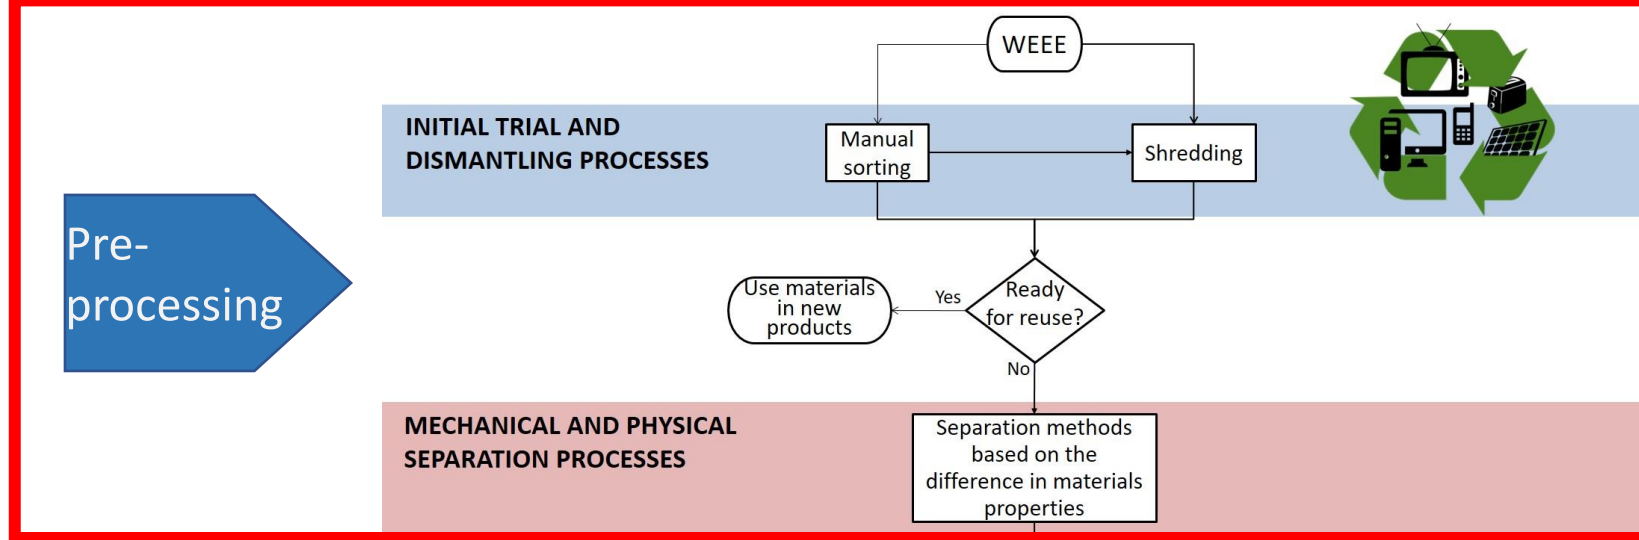 WEEE
INITIAL TRIAL AND
DISMANTLING PROCESSES
Manual
sorting
Shredding
Pre-
processing
Use materials
in new
products
Yes
Ready
for reuse?
No
MECHANICAL AND PHYSICAL
SEPARATION PROCESSES
Separation methods
based on the
difference in materials
properties